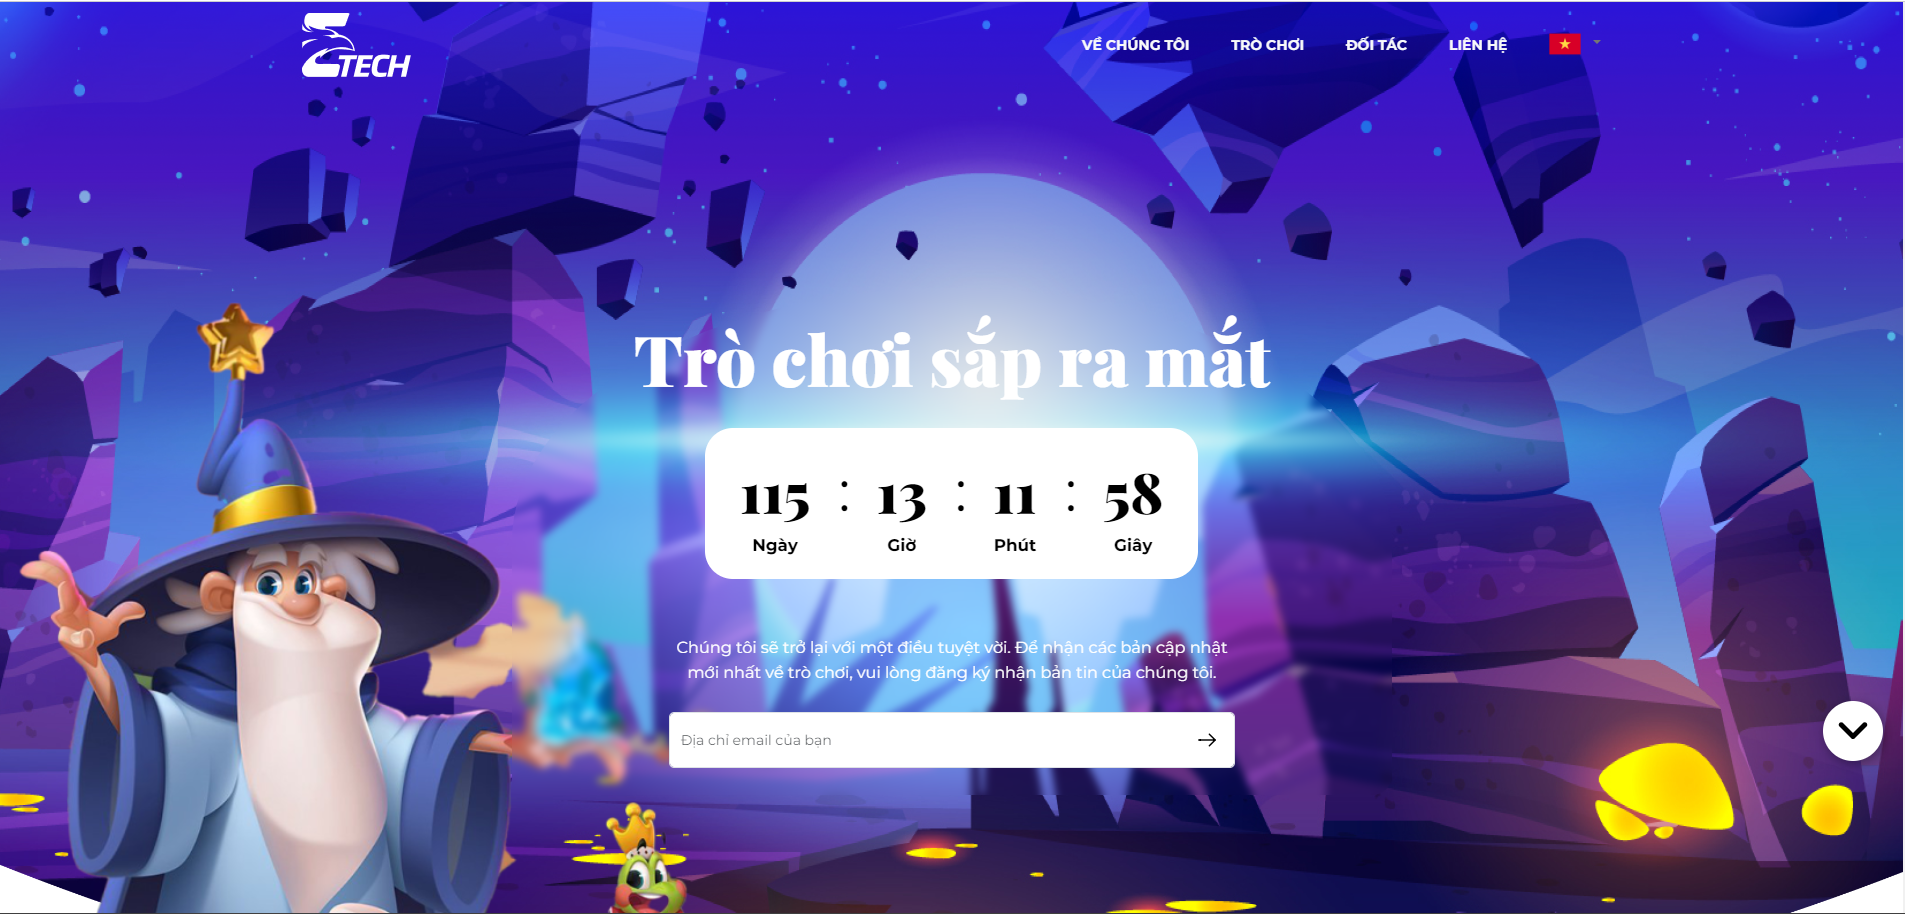 TECH
VỀ CHÚNG TÔI
TRÒ CHƠI
ĐỐI TÁC
LIÊN HỆ
Trò chơi sắp ra mắt
115 : 13 : 11 : 58
Ngày Giờ Phút Giây
Chúng tôi sẽ trở lại với một điều tuyệt vời. Để nhận các bản cập nhật
mới nhất về trò chơi, vui lòng đăng ký nhận bản tin của chúng tôi.
Địa chỉ email của bạn